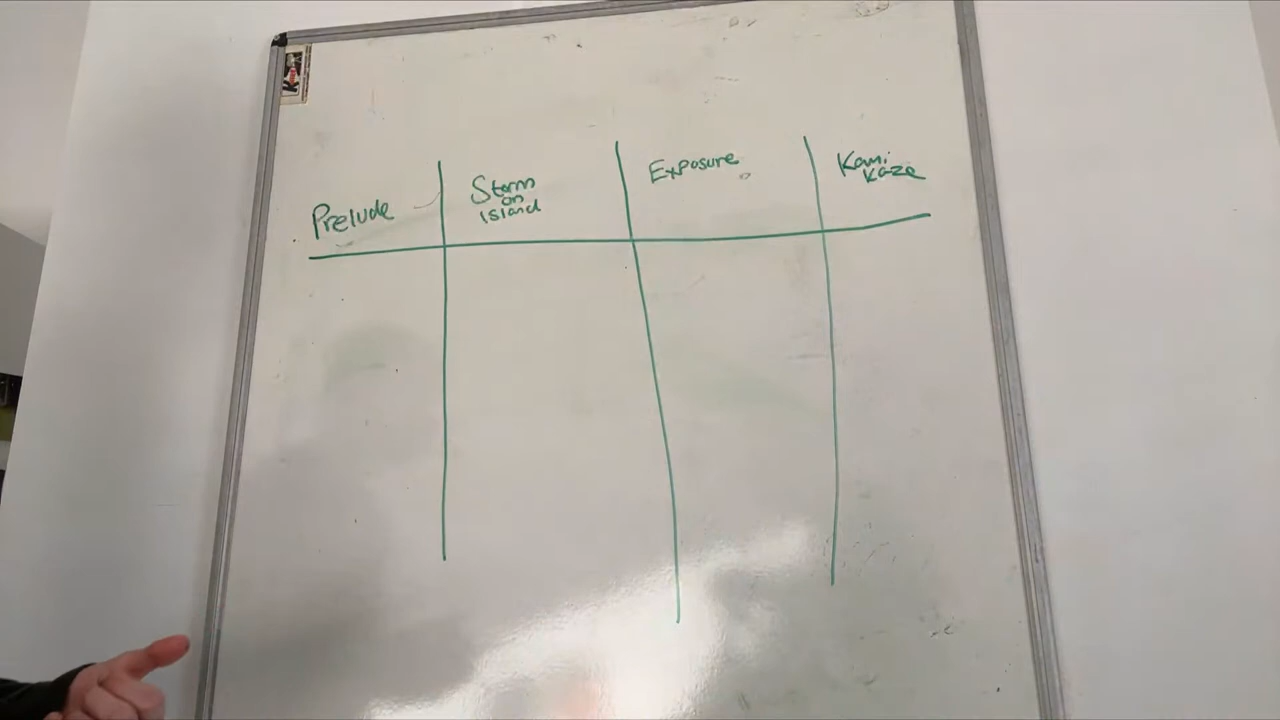 Prelude
Storm
on
Island
Exposure
Kami
Kaze